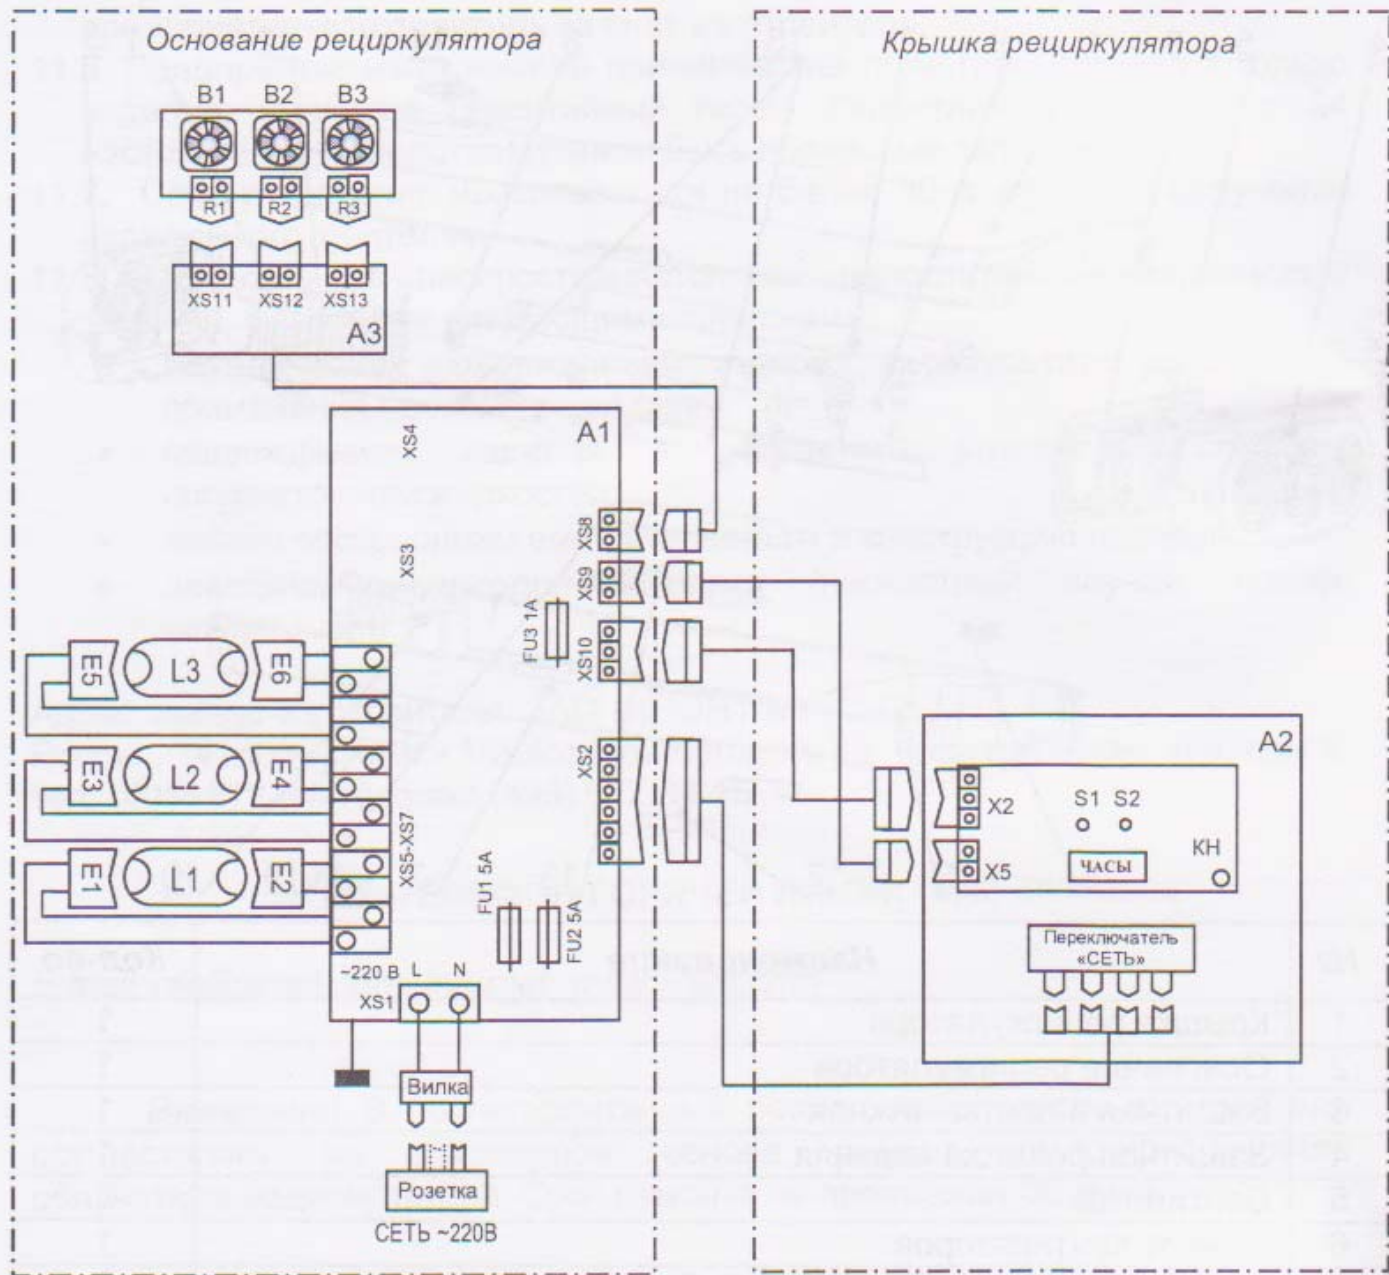 Основание рециркулятора
Крышка рециркулятора
B1 B2 B3
R1 R2 R3
XS11 XS12 XS13
A3
A1
XS4
XS3
XS8
XS9
XS10
XS2
FU3 1A
E5 L3 E6
E3 L2 E4
E1 L1 E2
XS5-XS7
FU1 5A
FU2 5A
~220 В L N
XS1
Вилка
Розетка
СЕТЬ ~220В
A2
X2
S1 S2
X5
ЧАСЫ
КН
Переключатель
«СЕТЬ»